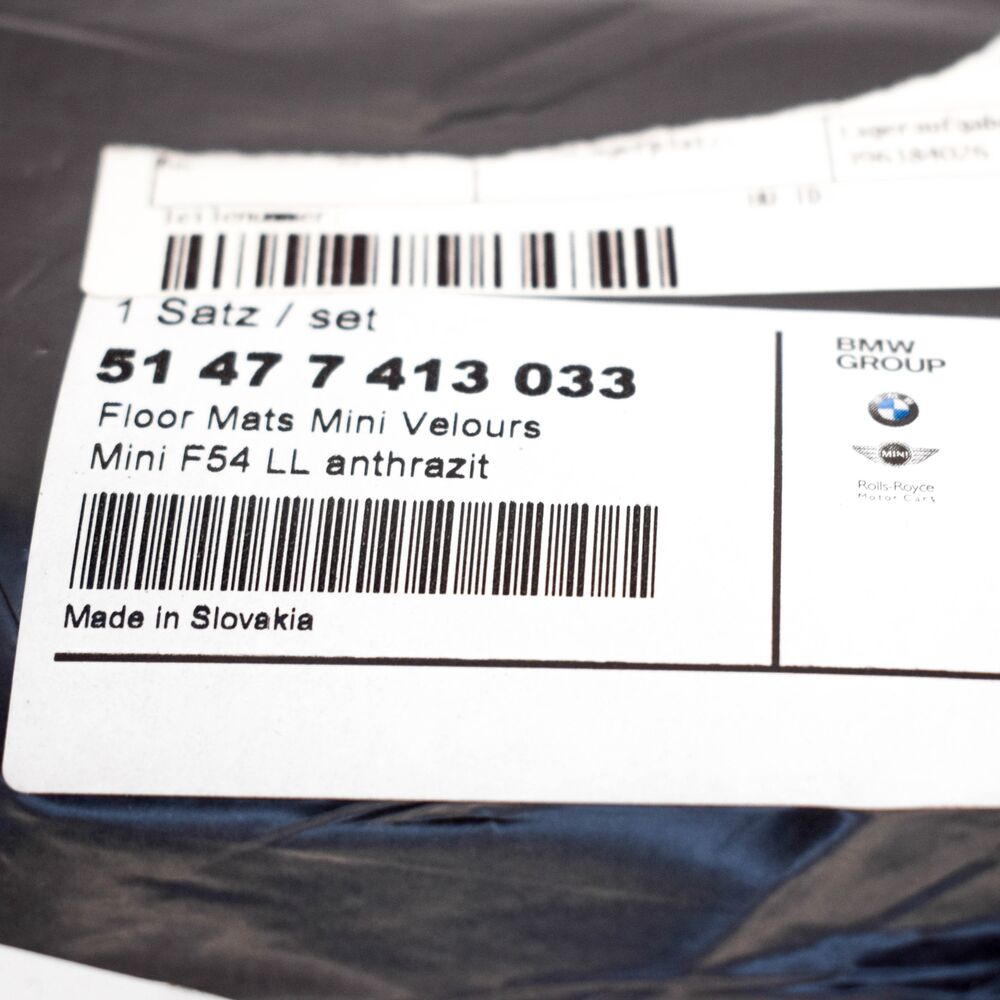 1 Satz / set
51 47 7 413 033
Floor Mats Mini Velours
Mini F54 LL anthrazit
Made in Slovakia
BMW
GROUP
MINI
Rolls-Royce
Motor Cars